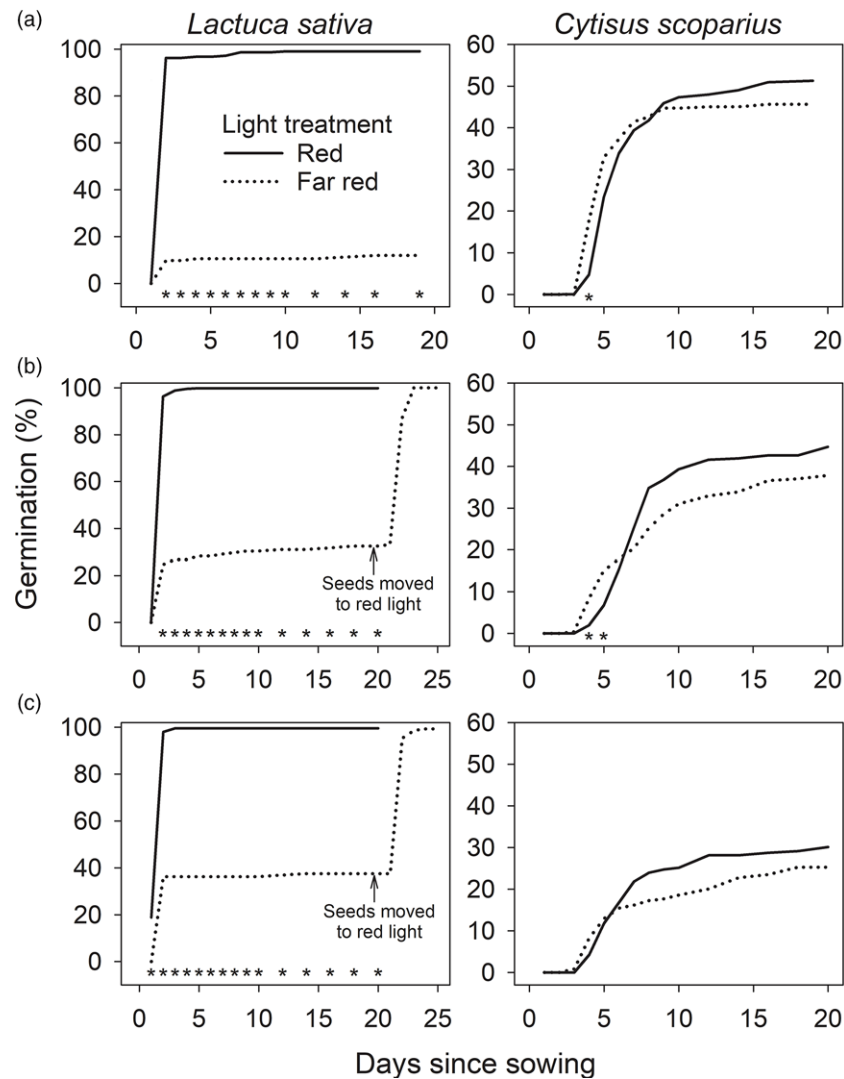 (a)
Lactuca sativa
Cytisus scoparius
100
80
60
40
20
0
Light treatment
Red
Far red
* * * * * * * * * * * * *
0 5 10 15 20
60
50
40
30
20
10
0
*
0 5 10 15 20
(b)
Germination (%)
100
80
60
40
20
0
Seeds moved
to red light
* * * * * * * * * * * * * *
0 5 10 15 20 25
60
50
40
30
20
10
0
* *
0 5 10 15 20
(c)
100
80
60
40
20
0
Seeds moved
to red light
* * * * * * * * * * * * * * *
0 5 10 15 20 25
60
50
40
30
20
10
0
0 5 10 15 20
Days since sowing